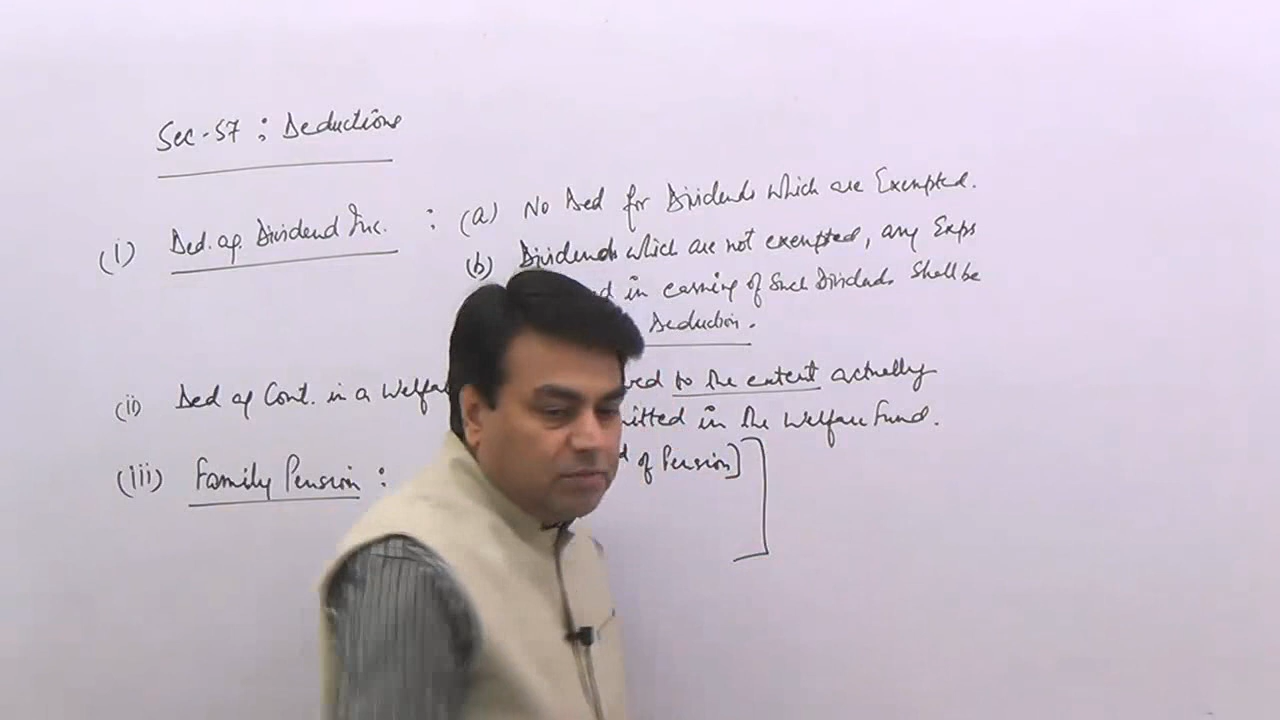 Sec-57 : Deductions
(i) Ded. of Dividend Inc. : (a) No Ded for Dividends which are Exempted.
(b) Dividends which are not exempted, any Exps
in earning of Such Dividends Shall be
Deduction.
(ii) Ded of Cont. in a Welfa to the extent actually
mitted in the Welfare Fund.
(iii) Family Pension : of Pension]